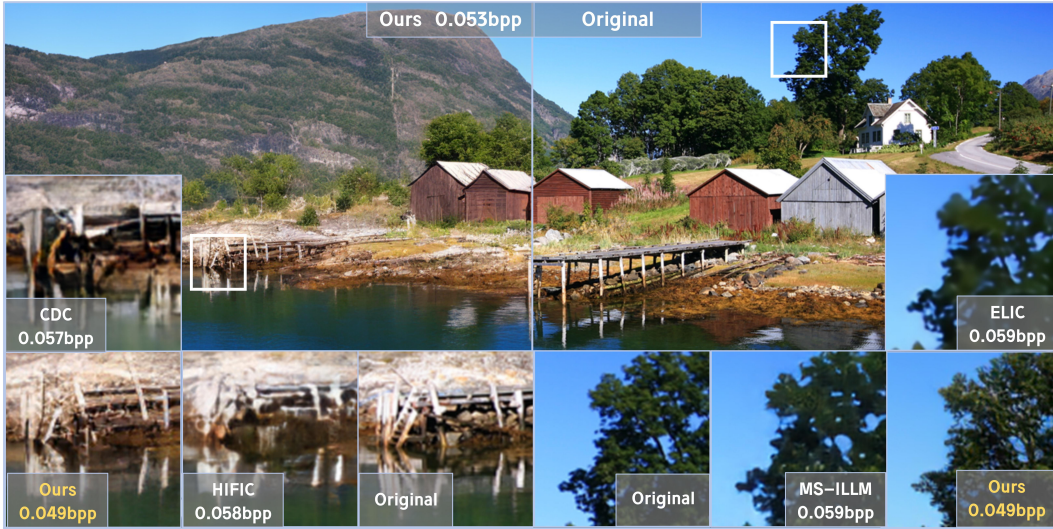 Ours 0.053bpp
Original
CDC
0.057bpp
ELIC
0.059bpp
Ours
0.049bpp
HIFIC
0.058bpp
Original
Original
MS-ILLM
0.059bpp
Ours
0.049bpp